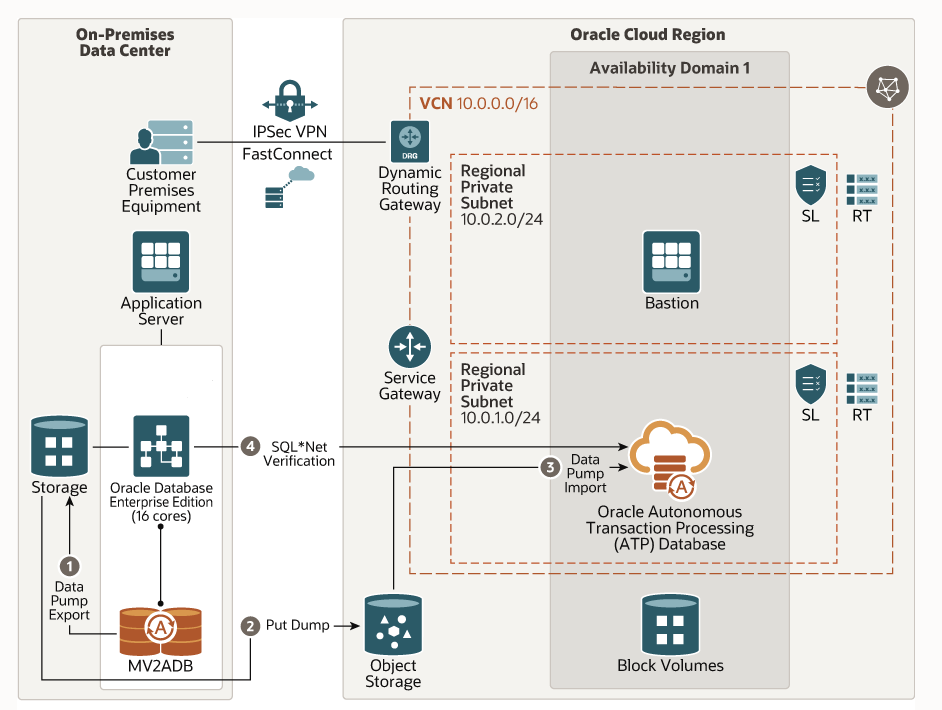 On-Premises
Data Center
Oracle Cloud Region
Availability Domain 1
VCN 10.0.0.0/16
IPSec VPN
FastConnect
Customer
Premises
Equipment
DRG
Dynamic
Routing
Gateway
Regional
Private
Subnet
10.0.2.0/24
SL
RT
Bastion
Application
Server
Service
Gateway
Regional
Private
Subnet
10.0.1.0/24
SL
RT
Storage
Oracle Database
Enterprise Edition
(16 cores)
4
SQL*Net
Verification
3
Data
Pump
Import
A
Oracle Autonomous
Transaction Processing
(ATP) Database
1
Data
Pump
Export
A
MV2ADB
2
Put Dump
Object
Storage
Block Volumes